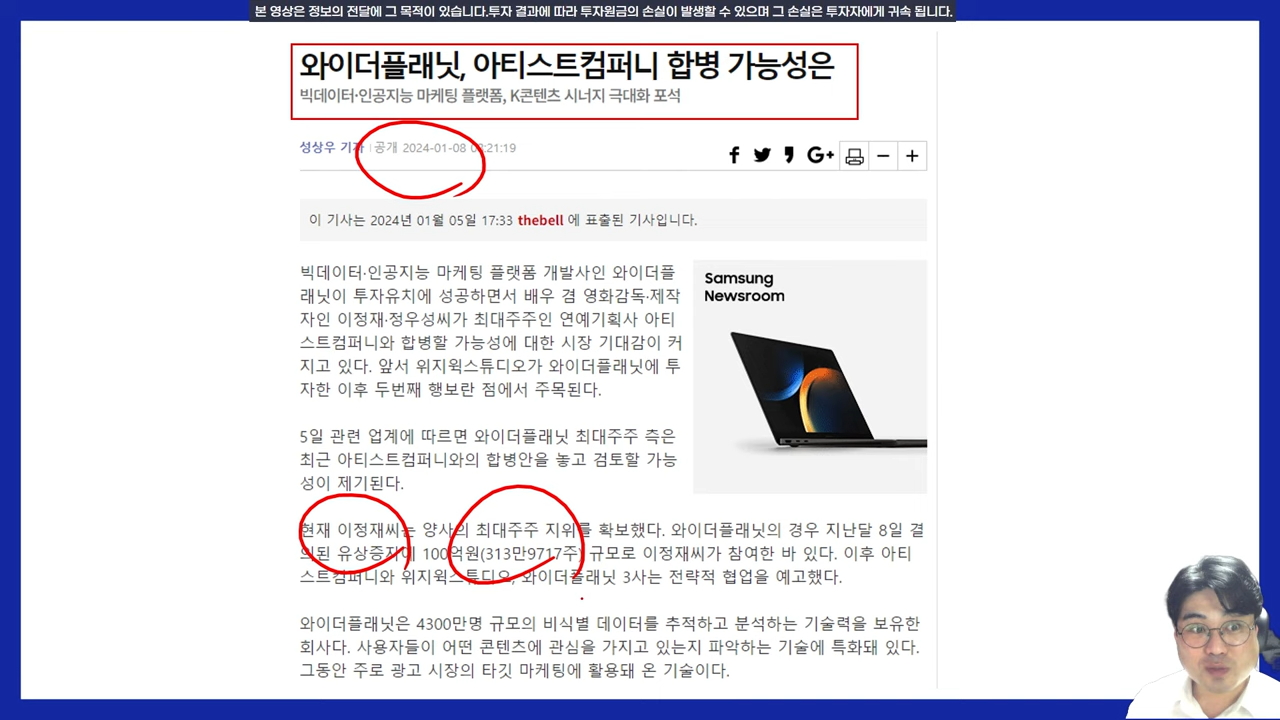 본 영상은 정보의 전달에 그 목적이 있습니다.투자 결과에 따라 투자원금의 손실이 발생할 수 있으며 그 손실은 투자자에게 귀속 됩니다.
와이더플래닛, 아티스트컴퍼니 합병 가능성은
빅데이터·인공지능 마케팅 플랫폼, K콘텐츠 시너지 극대화 포석
성상우 기자 공개 2024-01-08 :21:19
이 기사는 2024년 01월 05일 17:33 thebell 에 표출된 기사입니다.
빅데이터·인공지능 마케팅 플랫폼 개발사인 와이더플
래닛이 투자유치에 성공하면서 배우 겸 영화감독·제작
자인 이정재·정우성씨가 최대주주인 연예기획사 아티
스트컴퍼니와 합병할 가능성에 대한 시장 기대감이 커
지고 있다. 앞서 위지윅스튜디오가 와이더플래닛에 투
자한 이후 두번째 행보란 점에서 주목된다.
Samsung
Newsroom
5일 관련 업계에 따르면 와이더플래닛 최대주주 측은
최근 아티스트컴퍼니와의 합병안을 놓고 검토할 가능
성이 제기된다.
현재 이정재씨는 양사의 최대주주 지위를 확보했다. 와이더플래닛의 경우 지난달 8일 결
의된 유상증자에 100억원(313만9717주) 규모로 이정재씨가 참여한 바 있다. 이후 아티
스트컴퍼니와 위지윅스튜디오, 와이더플래닛 3사는 전략적 협업을 예고했다.
와이더플래닛은 4300만명 규모의 비식별 데이터를 추적하고 분석하는 기술력을 보유한
회사다. 사용자들이 어떤 콘텐츠에 관심을 가지고 있는지 파악하는 기술에 특화돼 있다.
그동안 주로 광고 시장의 타깃 마케팅에 활용돼 온 기술이다.